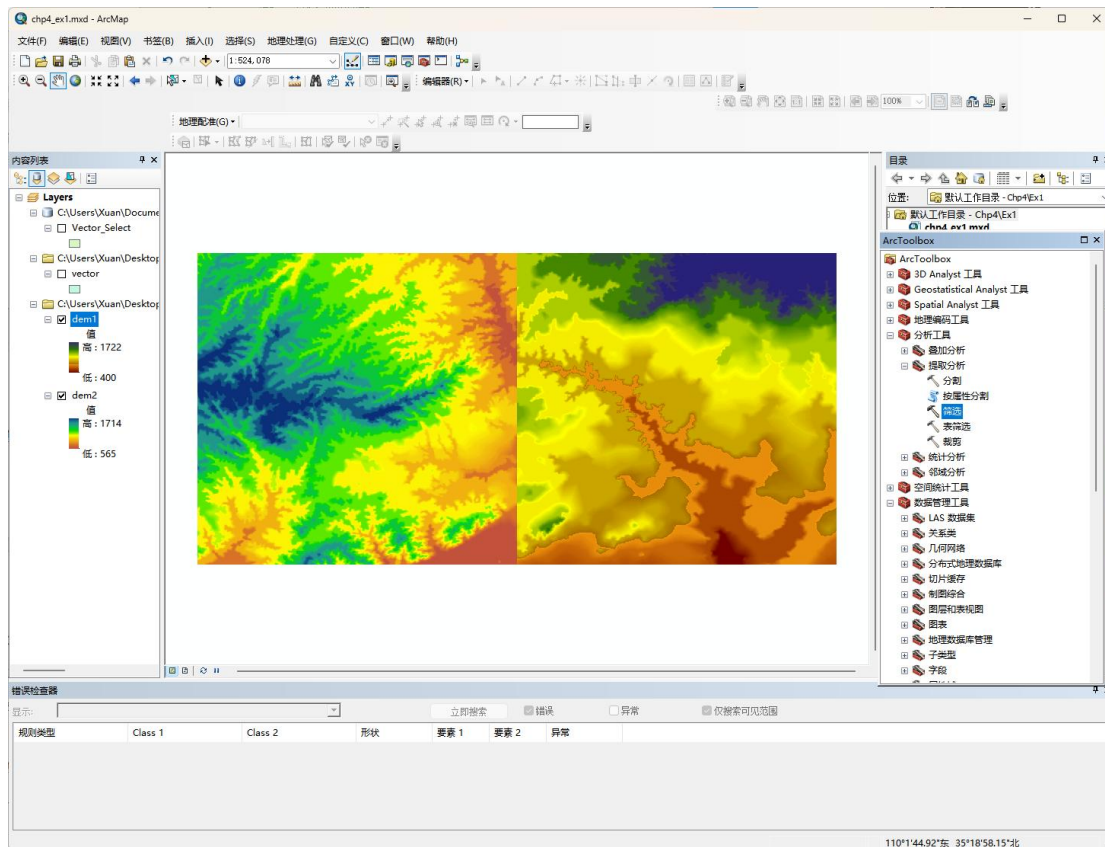 chp4_ex1.mxd - ArcMap
文件(F) 编辑(E) 视图(V) 书签(B) 插入(I) 选择(S) 地理处理(G) 自定义(C) 窗口(W) 帮助(H)
1:524,078
编辑器(R)
100%
地理配准(G)
内容列表
Layers
C:\Users\Xuan\Docume
Vector_Select
C:\Users\Xuan\Desktop
vector
C:\Users\Xuan\Desktop
dem1
值
高 : 1722
低 : 400
dem2
值
高 : 1714
低 : 565
目录
位置: 默认工作目录 - Chp4\Ex1
默认工作目录 - Chp4\Ex1
chp4_ex1.mxd
ArcToolbox
ArcToolbox
3D Analyst 工具
Geostatistical Analyst 工具
Spatial Analyst 工具
地理编码工具
分析工具
叠加分析
提取分析
分割
按属性分割
筛选
表筛选
裁剪
统计分析
邻域分析
空间统计工具
数据管理工具
LAS 数据集
关系类
几何网络
分布式地理数据库
切片缓存
制图综合
图层和表视图
图表
地理数据库管理
子类型
字段
错误检查器
显示: 立即搜索 错误 异常 仅搜索可见范围
规则类型 Class 1 Class 2 形状 要素 1 要素 2 异常
110°1'44.92"东 35°18'58.15"北